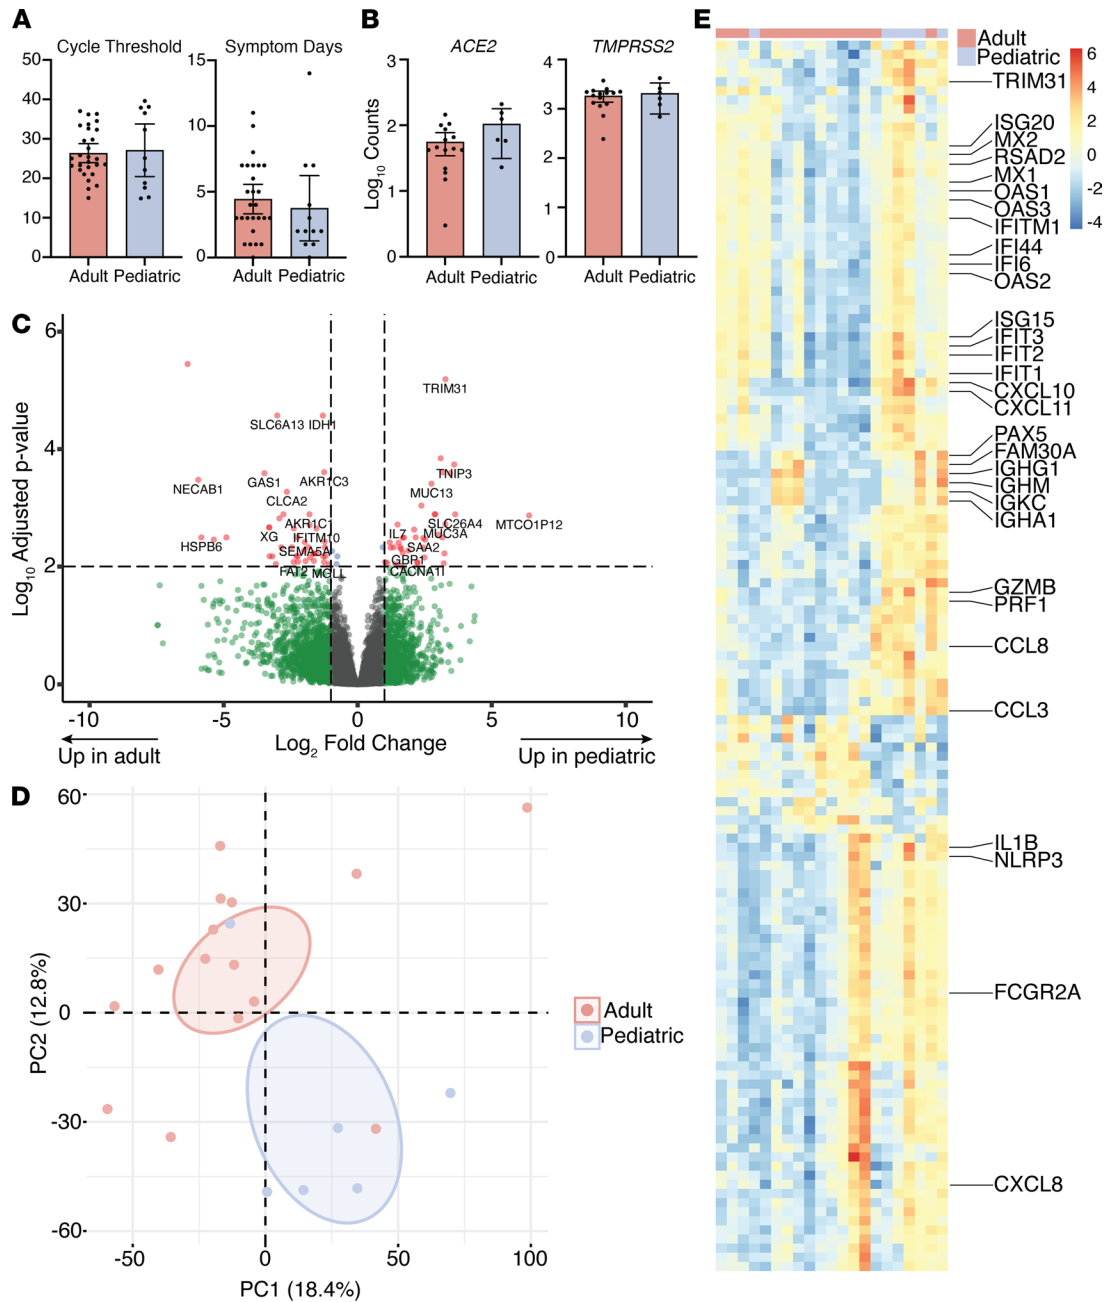 A
Cycle Threshold
50
40
30
20
10
0
Adult Pediatric
Symptom Days
15
10
5
0
Adult Pediatric
B
ACE2
Log10 Counts
3
2
1
0
Adult Pediatric
TMPRSS2
4
3
2
1
0
Adult Pediatric
C
Log10 Adjusted p-value
6
4
2
0
TRIM31
SLC6A13 IDH1
TNIP3
NECAB1
GAS1
AKR1C3
MUC13
CLCA2
AKR1C1
SLC26A4
MTCO1P12
XG
IFITM10
IL7
MUC3A
HSPB6
SEMA5A
SAA2
GBP1
FAT2
MGLL
CACNA1I
-10
-5
0
5
10
Log2 Fold Change
Up in adult
Up in pediatric
D
PC2 (12.8%)
60
30
0
-30
-60
-50
0
50
100
PC1 (18.4%)
Adult
Pediatric
E
Adult
Pediatric
6
4
2
0
-2
-4
TRIM31
ISG20
MX2
RSAD2
MX1
OAS1
OAS3
IFITM1
IFI44
IFI6
OAS2
ISG15
IFIT3
IFIT2
IFIT1
CXCL10
CXCL11
PAX5
FAM30A
IGHG1
IGHM
IGKC
IGHA1
GZMB
PRF1
CCL8
CCL3
IL1B
NLRP3
FCGR2A
CXCL8